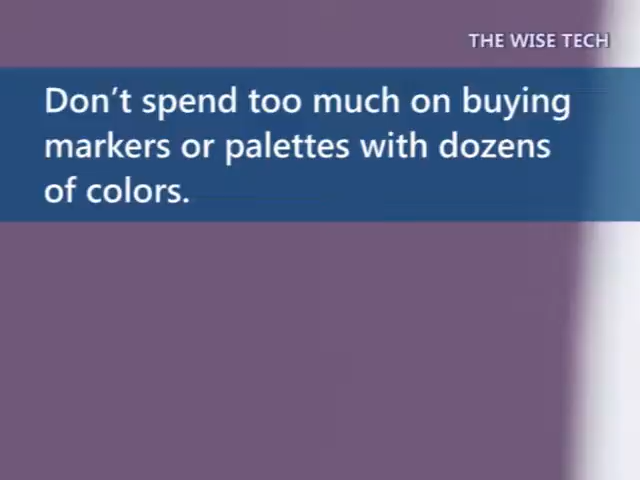 THE WISE TECH
Don't spend too much on buying
markers or palettes with dozens
of colors.